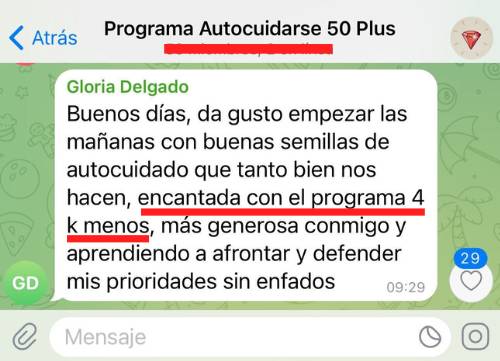 Atrás
Programa Autocuidarse 50 Plus
Gloria Delgado
Buenos días, da gusto empezar las
mañanas con buenas semillas de
autocuidado que tanto bien nos
hacen, encantada con el programa 4
k menos, más generosa conmigo y
aprendiendo a afrontar y defender
mis prioridades sin enfados
09:29
29
GD
Mensaje